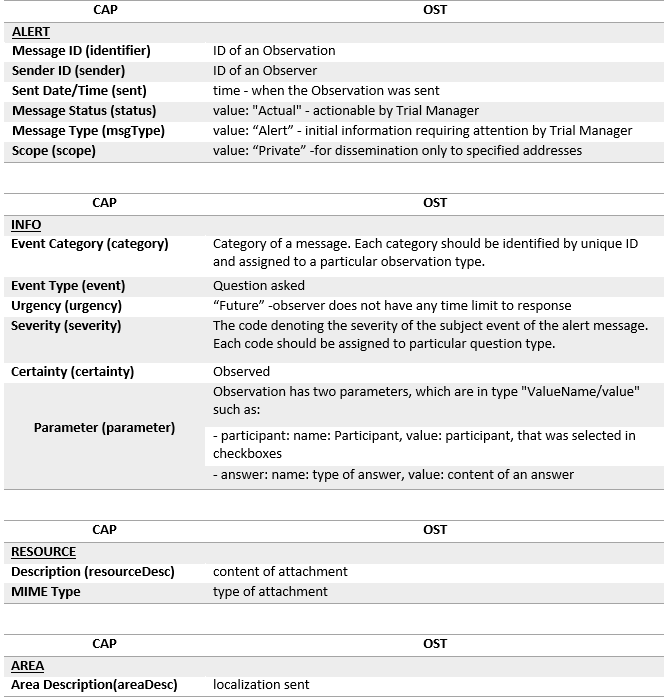 CAP OST
ALERT
Message ID (identifier) ID of an Observation
Sender ID (sender) ID of an Observer
Sent Date/Time (sent) time - when the Observation was sent
Message Status (status) value: "Actual" - actionable by Trial Manager
Message Type (msgType) value: “Alert” - initial information requiring attention by Trial Manager
Scope (scope) value: “Private” -for dissemination only to specified addresses
CAP OST
INFO
Event Category (category) Category of a message. Each category should be identified by unique ID
and assigned to a particular observation type.
Event Type (event) Question asked
Urgency (urgency) “Future” -observer does not have any time limit to response
Severity (severity) The code denoting the severity of the subject event of the alert message.
Each code should be assigned to particular question type.
Certainty (certainty) Observed
Observation has two parameters, which are in type "ValueName/value"
such as:
Parameter (parameter)
- participant: name: Participant, value: participant, that was selected in
checkboxes
- answer: name: type of answer, value: content of an answer
CAP OST
RESOURCE
Description (resourceDesc) content of attachment
MIME Type type of attachment
CAP OST
AREA
Area Description(areaDesc) localization sent